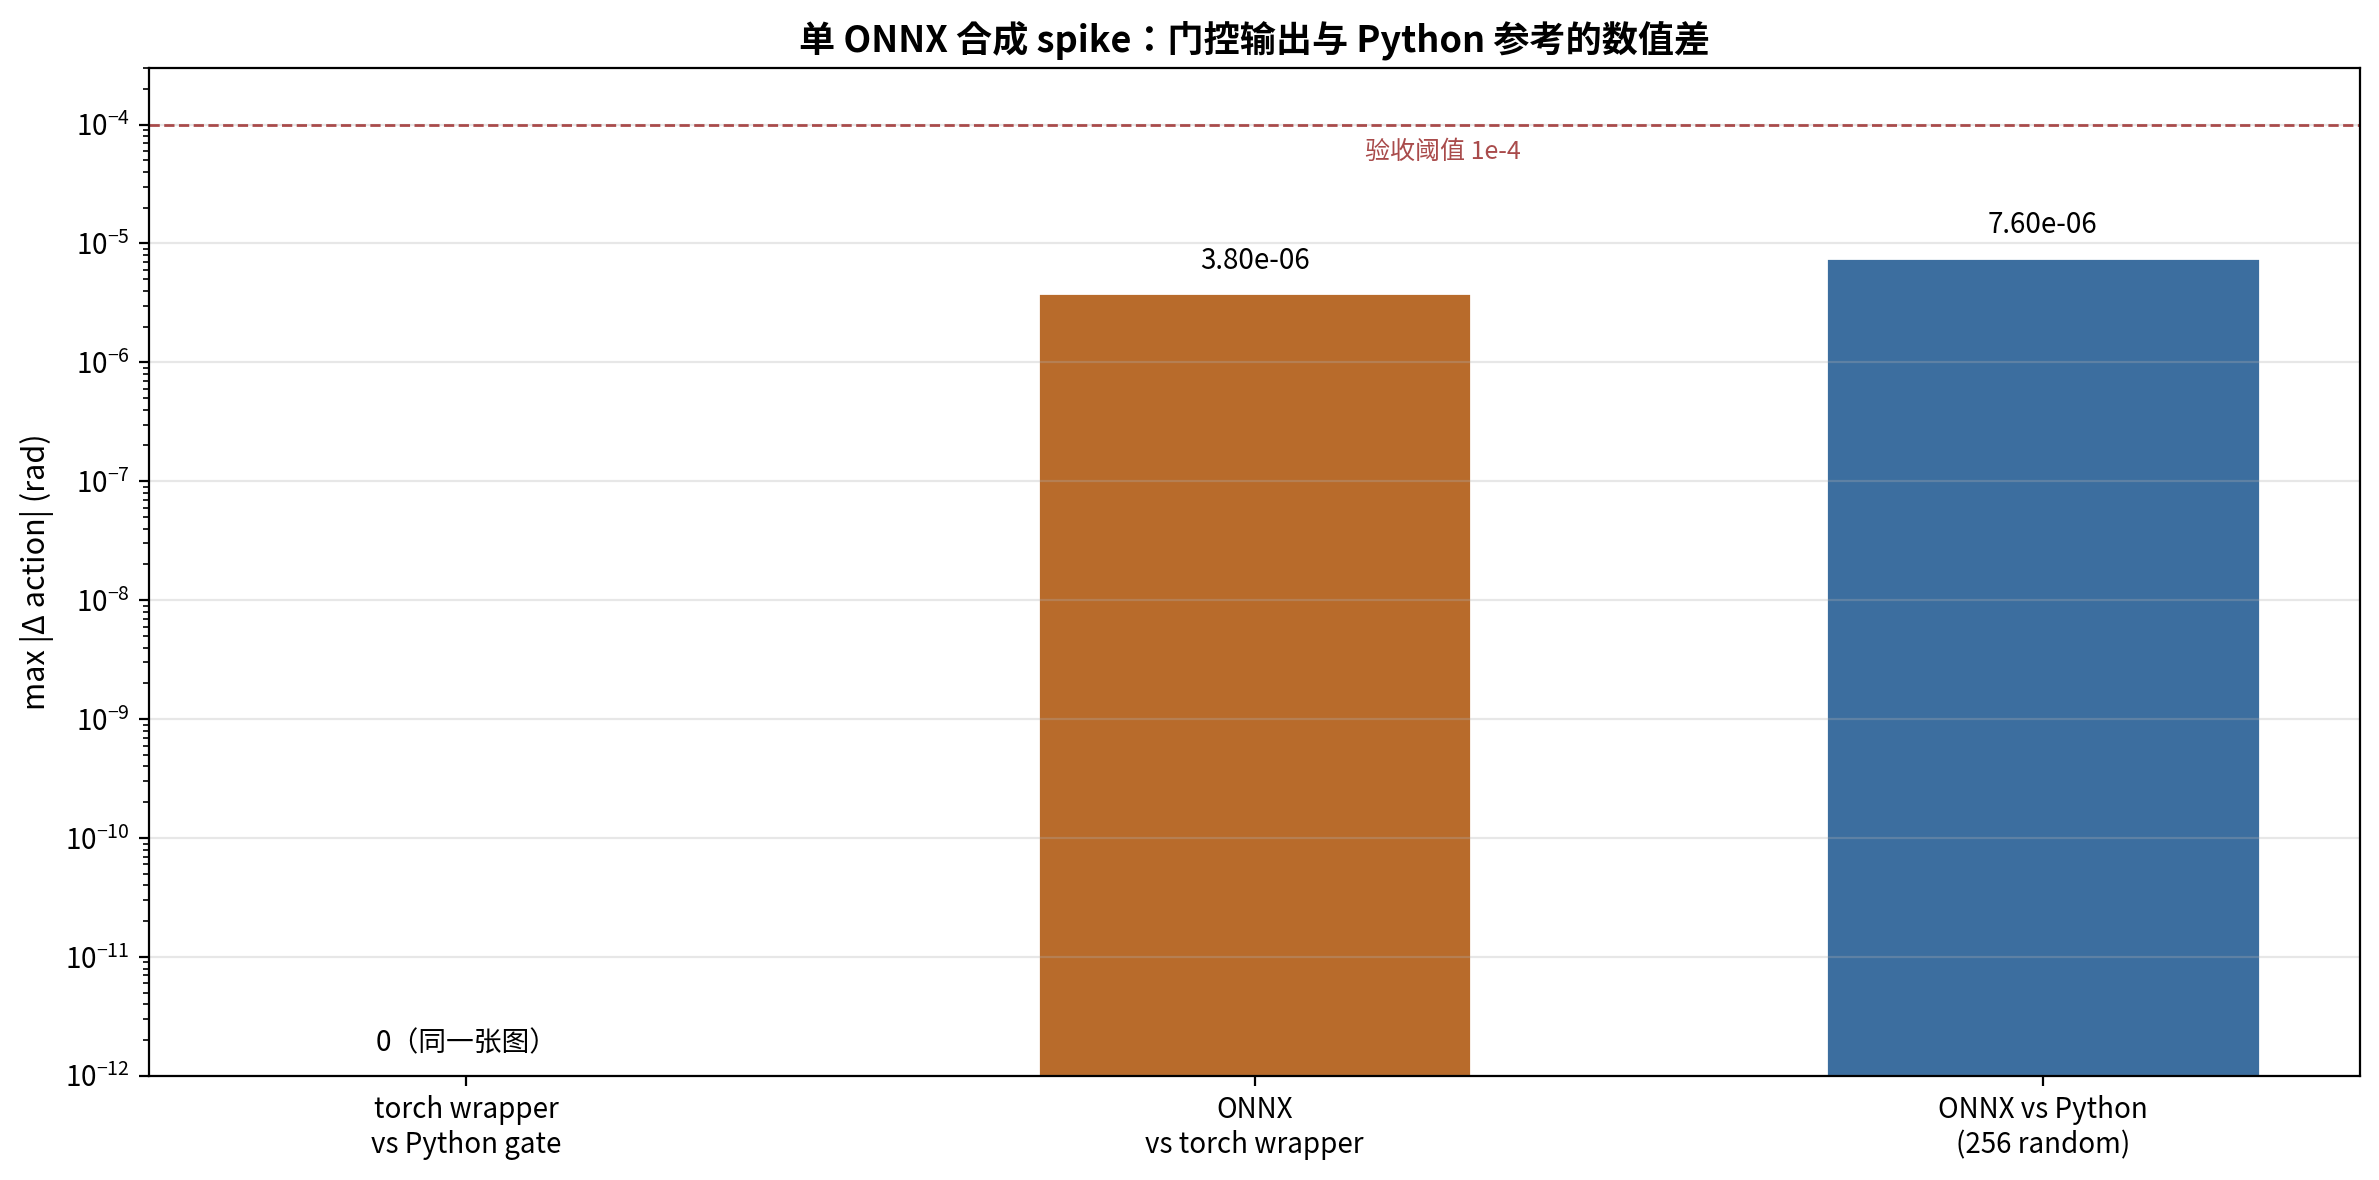 单 ONNX 合成 spike：门控输出与 Python 参考的数值差
max |Δ action| (rad)
10⁻⁴
10⁻⁵
10⁻⁶
10⁻⁷
10⁻⁸
10⁻⁹
10⁻¹⁰
10⁻¹¹
10⁻¹²
验收阈值 1e-4
0（同一张图）
3.80e-06
7.60e-06
torch wrapper
vs Python gate
ONNX
vs torch wrapper
ONNX vs Python
(256 random)